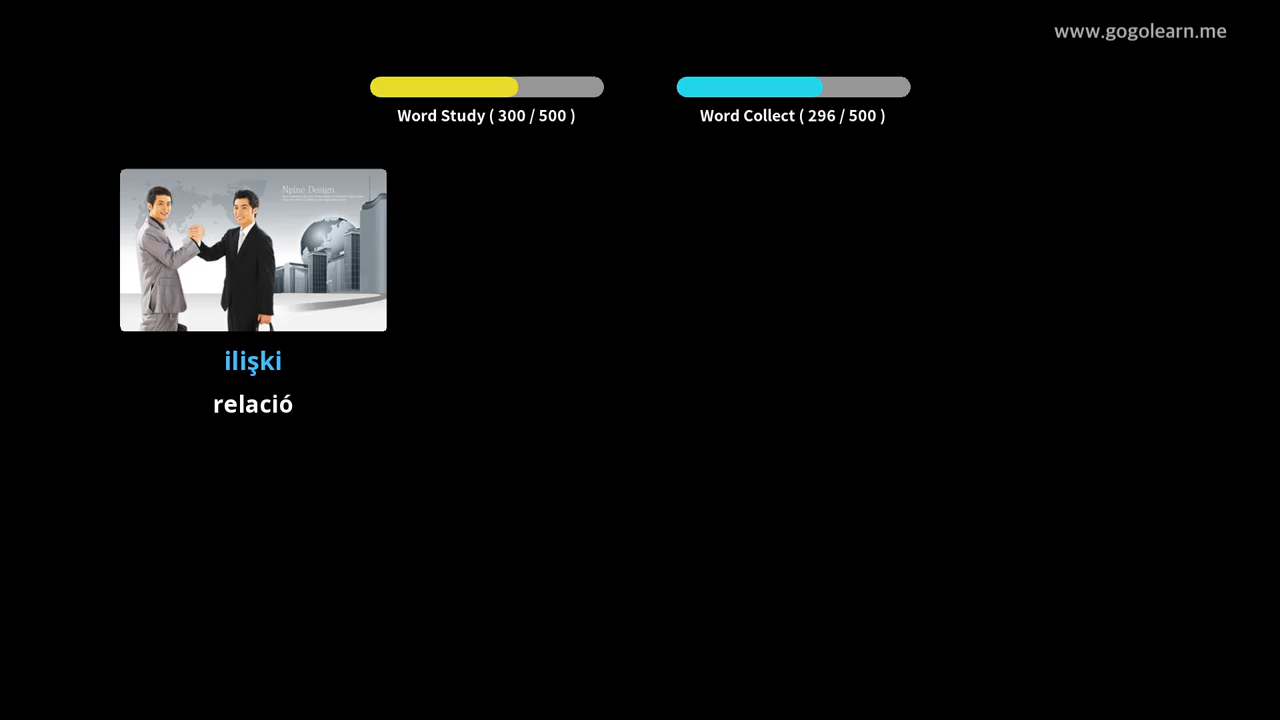 www.gogolearn.me
Word Study ( 300 / 500 )
Word Collect ( 296 / 500 )
Npine Design
ilişki
relació